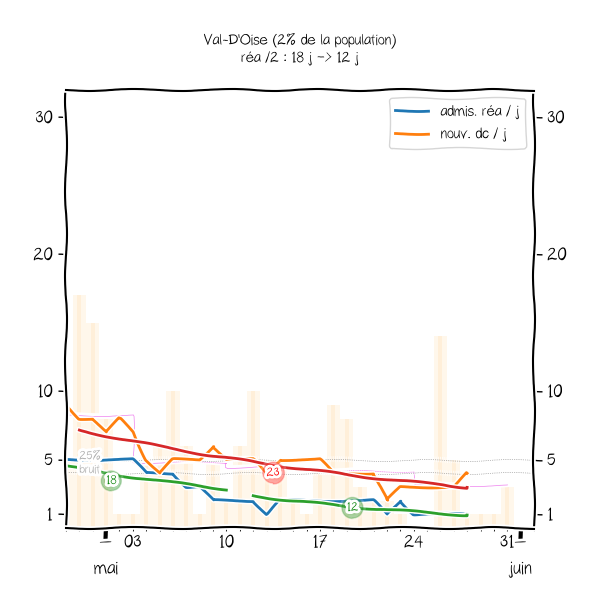 Val-D'Oise (2% de la population)
réa /2 : 18 j -> 12 j
admis. réa / j
nouv. dc / j
30
30
20
20
10
10
5
5
1
1
25%
bruit
18
23
12
03
10
17
24
31
mai
juin